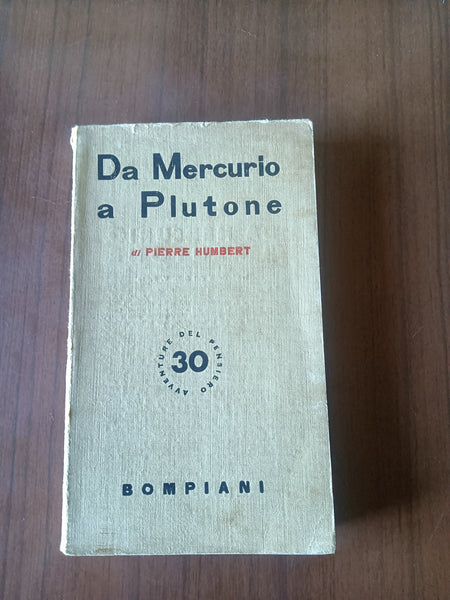 Da Mercurio
a Plutone
di PIERRE HUMBERT
AVVENTURE DEL PENSIERO
30
BOMPIANI